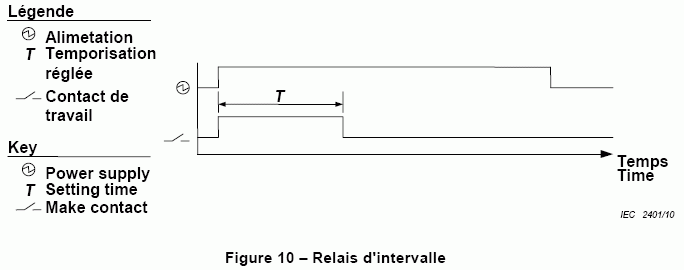 Légende
Alimetation
T Temporisation
réglée
Contact de
travail
Key
Power supply
T Setting time
Make contact
T
Temps
Time
IEC 2401/10
Figure 10 – Relais d'intervalle